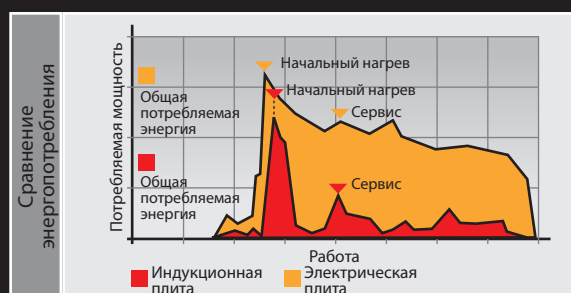 Сравнение
энергопотребления
Потребляемая мощность
Общая
потребляемая
энергия
Общая
потребляемая
энергия
Начальный нагрев
Начальный нагрев
Сервис
Сервис
Работа
Индукционная
плита
Электрическая
плита